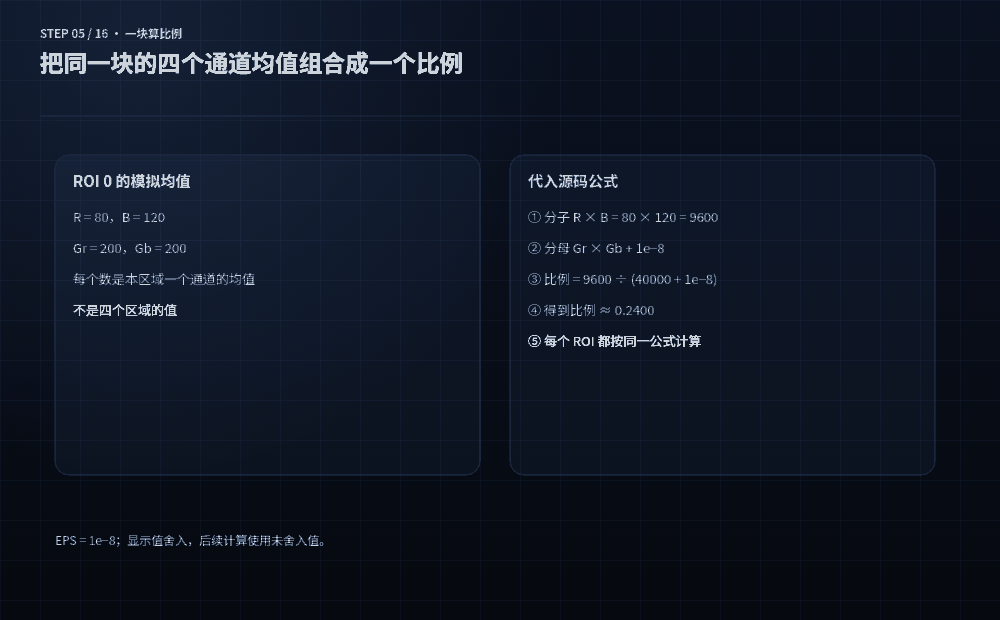 STEP 05 / 16 • 一块算比例
把同一块的四个通道均值组合成一个比例
ROI 0 的模拟均值
R = 80，B = 120
Gr = 200，Gb = 200
每个数是本区域一个通道的均值
不是四个区域的值
代入源码公式
① 分子 R × B = 80 × 120 = 9600
② 分母 Gr × Gb + 1e−8
③ 比例 = 9600 ÷ (40000 + 1e−8)
④ 得到比例 ≈ 0.2400
⑤ 每个 ROI 都按同一公式计算
EPS = 1e−8；显示值舍入，后续计算使用未舍入值。